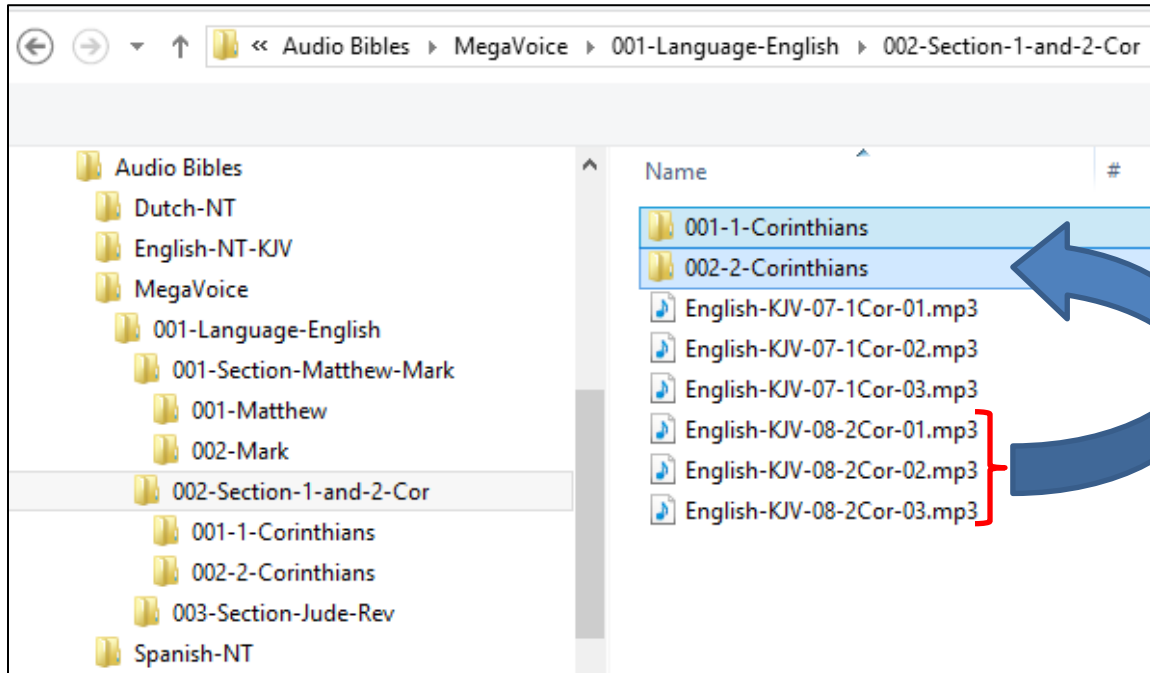 « Audio Bibles ▸ MegaVoice ▸ 001-Language-English ▸ 002-Section-1-and-2-Cor
Audio Bibles
Dutch-NT
English-NT-KJV
MegaVoice
001-Language-English
001-Section-Matthew-Mark
001-Matthew
002-Mark
002-Section-1-and-2-Cor
001-1-Corinthians
002-2-Corinthians
003-Section-Jude-Rev
Spanish-NT
Name #
001-1-Corinthians
002-2-Corinthians
English-KJV-07-1Cor-01.mp3
English-KJV-07-1Cor-02.mp3
English-KJV-07-1Cor-03.mp3
English-KJV-08-2Cor-01.mp3
English-KJV-08-2Cor-02.mp3
English-KJV-08-2Cor-03.mp3